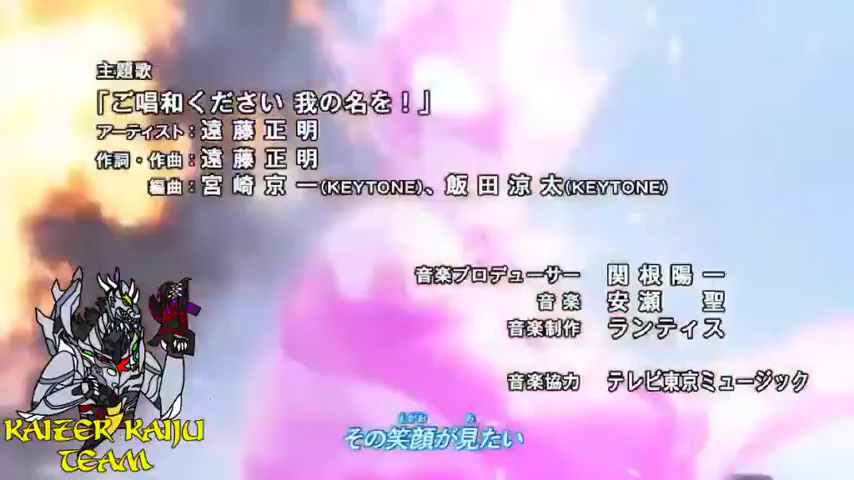 主題歌
「ご唱和ください 我の名を！」
アーティスト：遠藤正明
作詞・作曲：遠藤正明
編曲：宮崎京一(KEYTONE)、飯田涼太(KEYTONE)
音楽プロデューサー 関根陽一
音楽 安瀬 聖
音楽制作 ランティス
音楽協力 テレビ東京ミュージック
KAIZER KAIJU
TEAM
えがお み
その笑顔が見たい